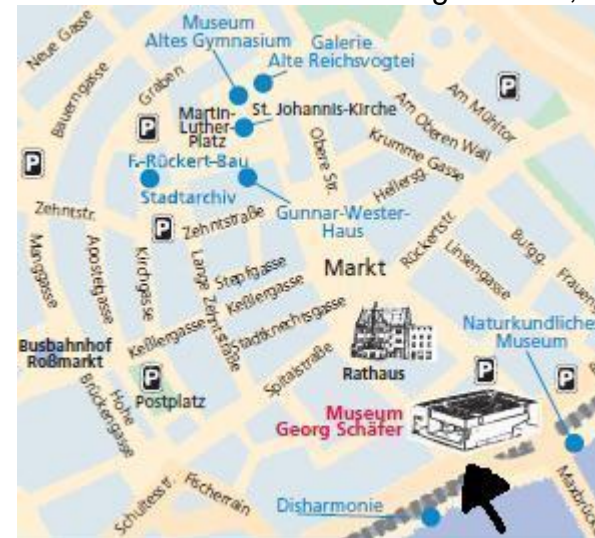 Museum
Altes Gymnasium
Galerie
Alte Reichsvogtei
Neue Gasse
Bauerngasse
Graben
Martin-
Luther-
Platz
St. Johannis-Kirche
Am Mühltor
Am Oberen Wall
Krumme Gasse
Obere Str.
Hellersg.
F.-Rückert-Bau
Stadtarchiv
Gunnar-Wester-
Haus
Zehntstr.
Zehntstraße
Manggasse
Apostelgasse
Kirchgasse
Lange Zehntstraße
Stepfgasse
Keßlergasse
Keßlergasse
Stadtknechtsgasse
Spitalstraße
Markt
Rückertstr.
Linsengasse
Burgg.
Frauen
Busbahnhof
Roßmarkt
Rathaus
Naturkundliches
Museum
Postplatz
Hohe
Brückengasse
Museum
Georg Schäfer
Schultesstr.
Fischerrain
Disharmonie
Maxbrück
P
P
P
P
P
P
P